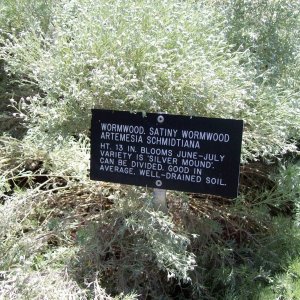 WORMWOOD, SATINY WORMWOOD
ARTEMESIA SCHMIDTIANA
HT. 13 IN. BLOOMS JUNE-JULY
VARIETY IS 'SILVER MOUND'.
CAN BE DIVIDED. GOOD IN
AVERAGE, WELL-DRAINED SOIL.